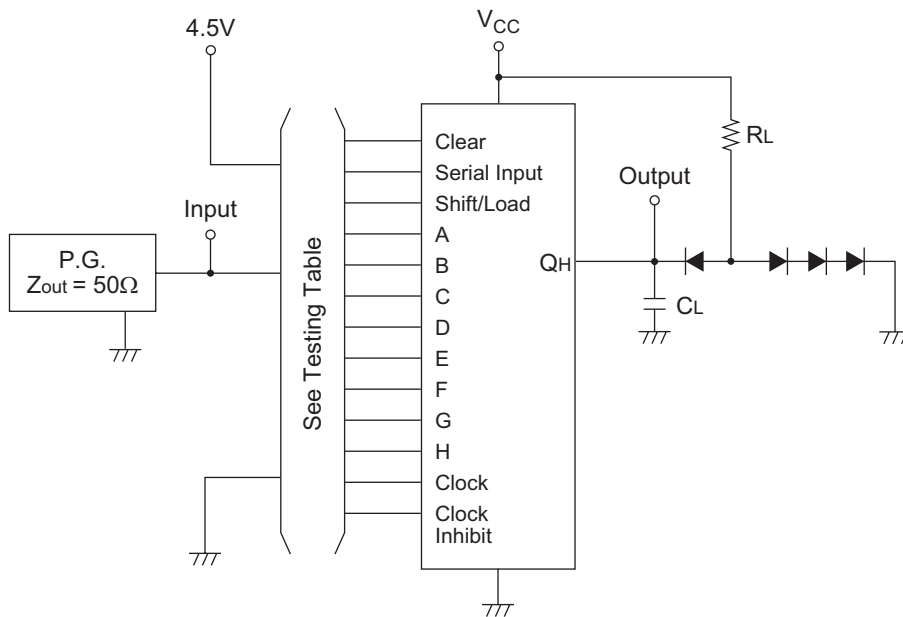 4.5V
VCC
RL
Output
Input
P.G.
Zout = 50Ω
See Testing Table
Clear
Serial Input
Shift/Load
A
B
C
D
E
F
G
H
Clock
Clock
Inhibit
QH
CL